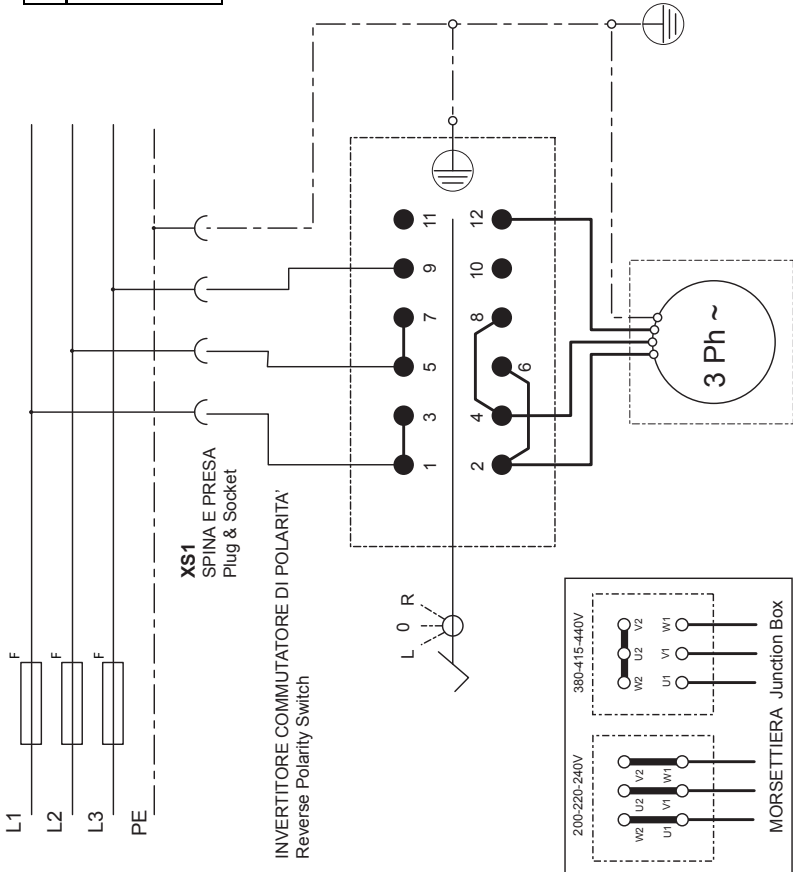 L1
L2
L3
PE
F
F
F
XS1
SPINA E PRESA
Plug & Socket
INVERTITORE COMMUTATORE DI POLARITA'
Reverse Polarity Switch
L 0 R
1 3 5 7 9 11
2 4 6 8 10 12
3 Ph ~
200-220-240V
W2 U2 V2
U1 V1 W1
380-415-440V
W2 U2 V2
U1 V1 W1
MORSETTIERA Junction Box